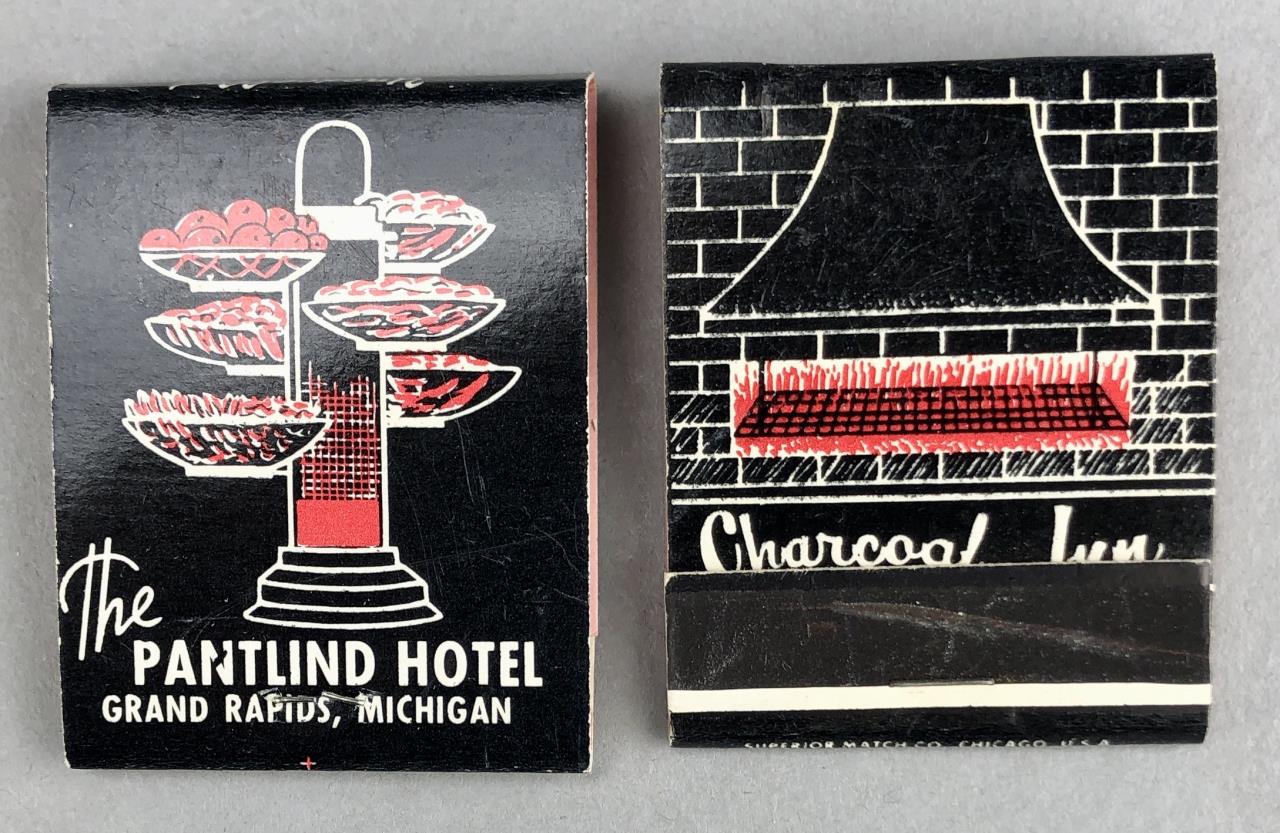 The
PANTLIND HOTEL
GRAND RAPIDS, MICHIGAN
Charcoal Inn
SUPERIOR MATCH CO. CHICAGO U.S.A.